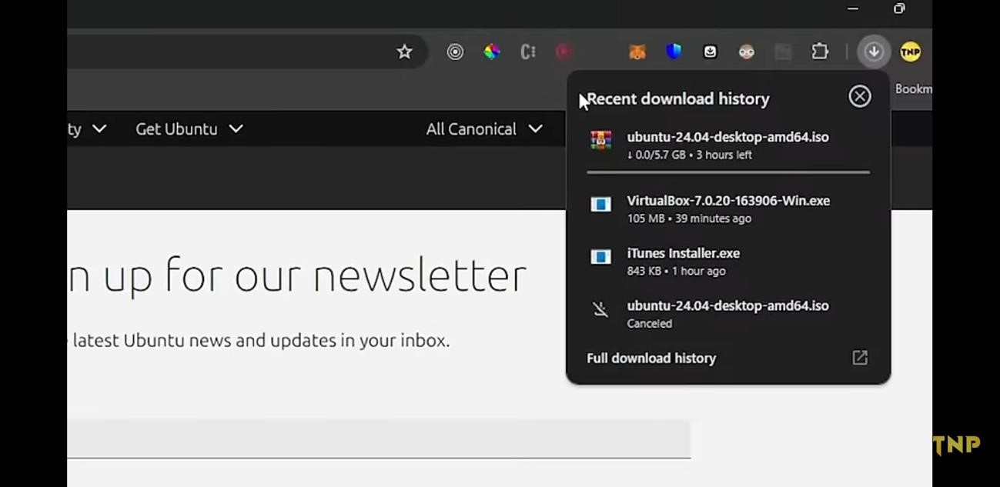 TNP
Bookm
ty
Get Ubuntu
All Canonical
Recent download history
ubuntu-24.04-desktop-amd64.iso
↓ 0.0/5.7 GB • 3 hours left
VirtualBox-7.0.20-163906-Win.exe
105 MB • 39 minutes ago
iTunes Installer.exe
843 KB • 1 hour ago
ubuntu-24.04-desktop-amd64.iso
Canceled
Full download history
n up for our newsletter
latest Ubuntu news and updates in your inbox.
TNP